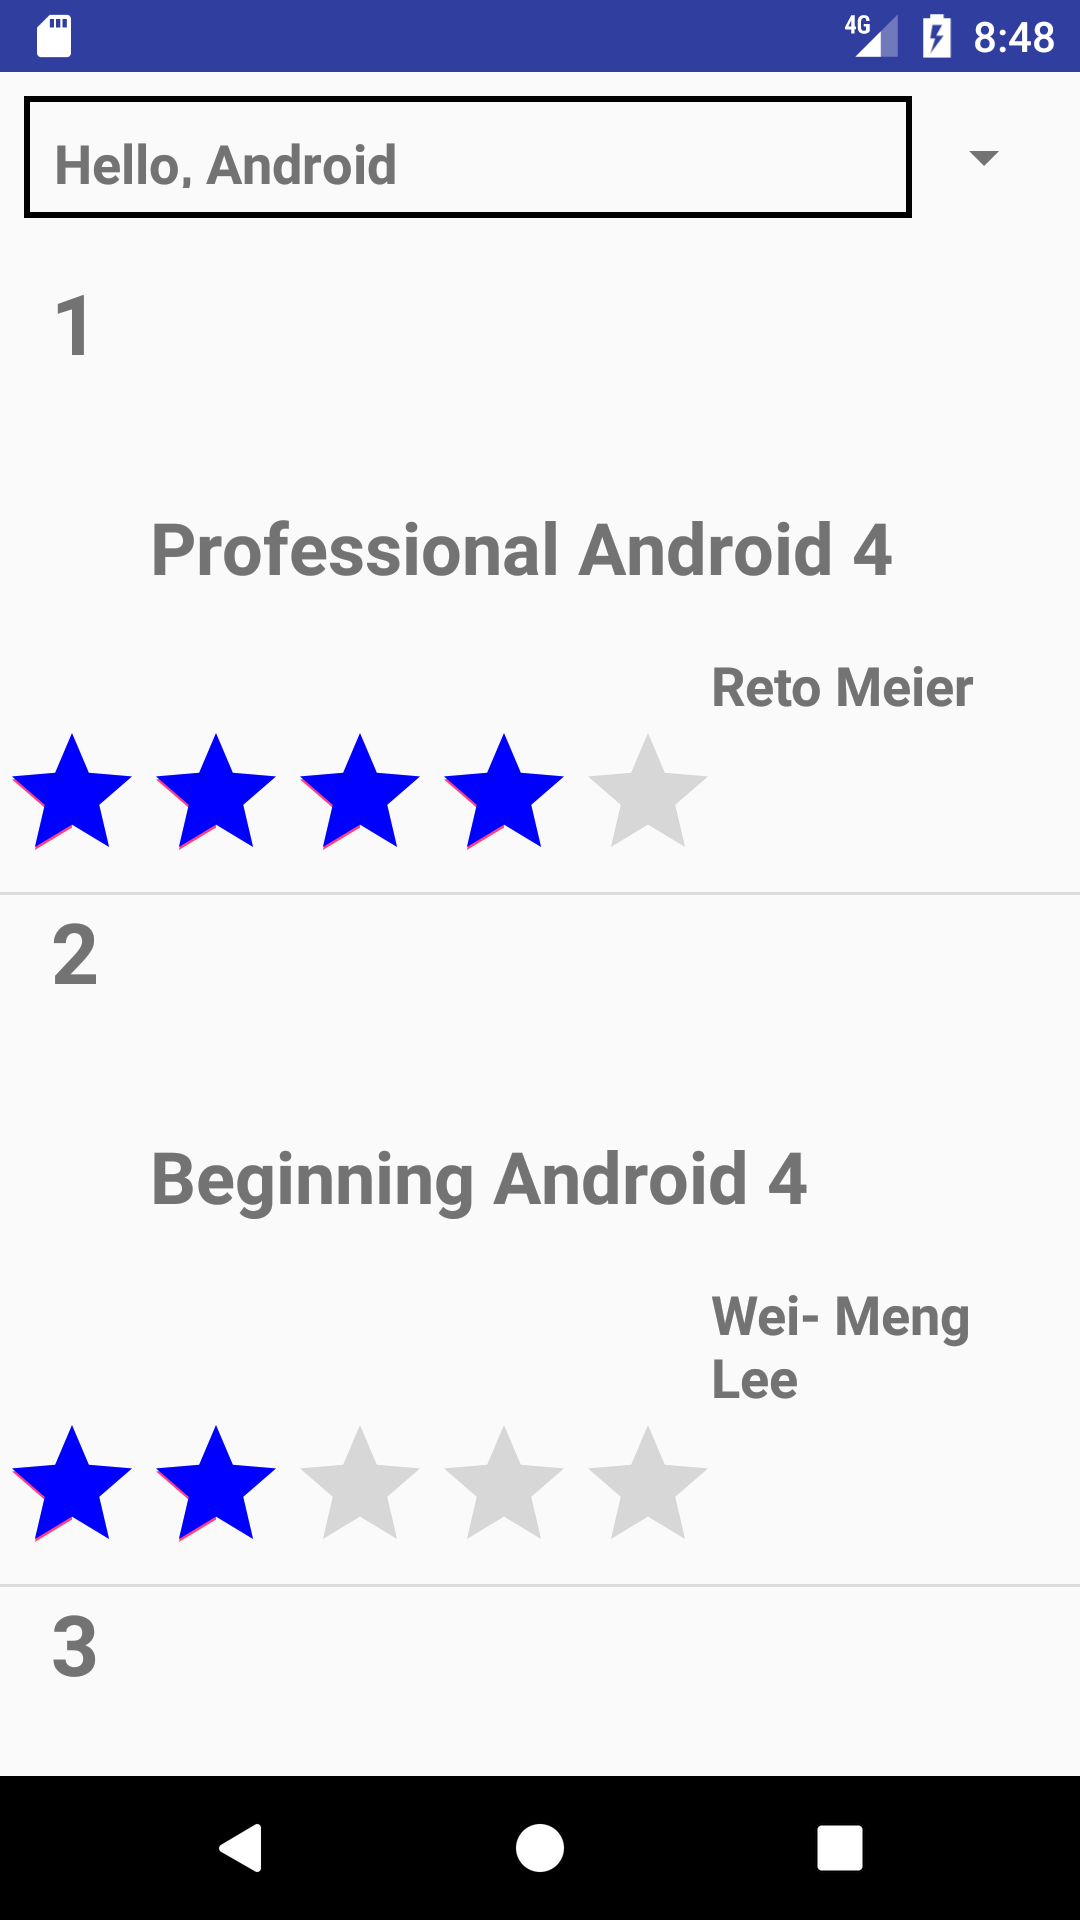 4G 8:48
Hello, Android
1
Professional Android 4
Reto Meier
2
Beginning Android 4
Wei- Meng
Lee
3